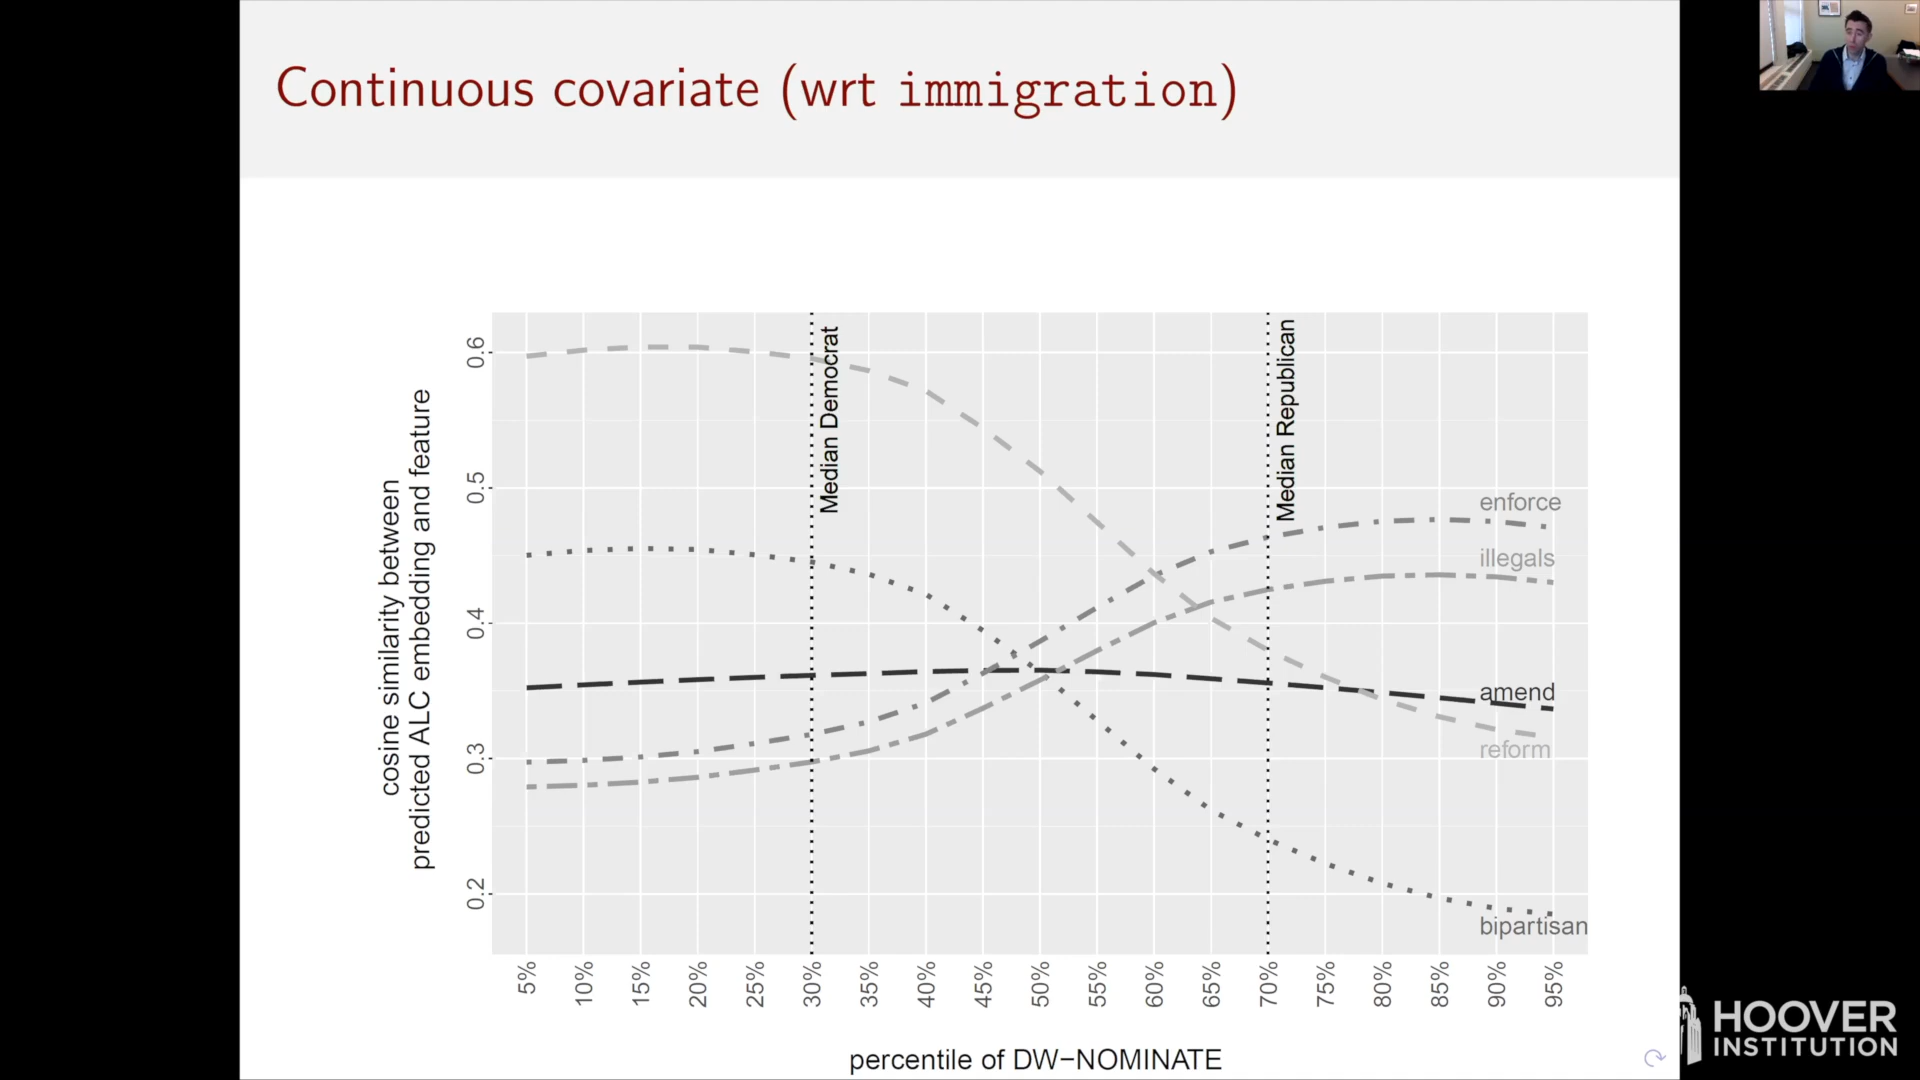 Continuous covariate (wrt immigration)
cosine similarity between
predicted ALC embedding and feature
0.6
0.5
0.4
0.3
0.2
Median Democrat
Median Republican
enforce
illegals
amend
reform
bipartisan
5% 10% 15% 20% 25% 30% 35% 40% 45% 50% 55% 60% 65% 70% 75% 80% 85% 90% 95%
percentile of DW−NOMINATE
HOOVER
INSTITUTION